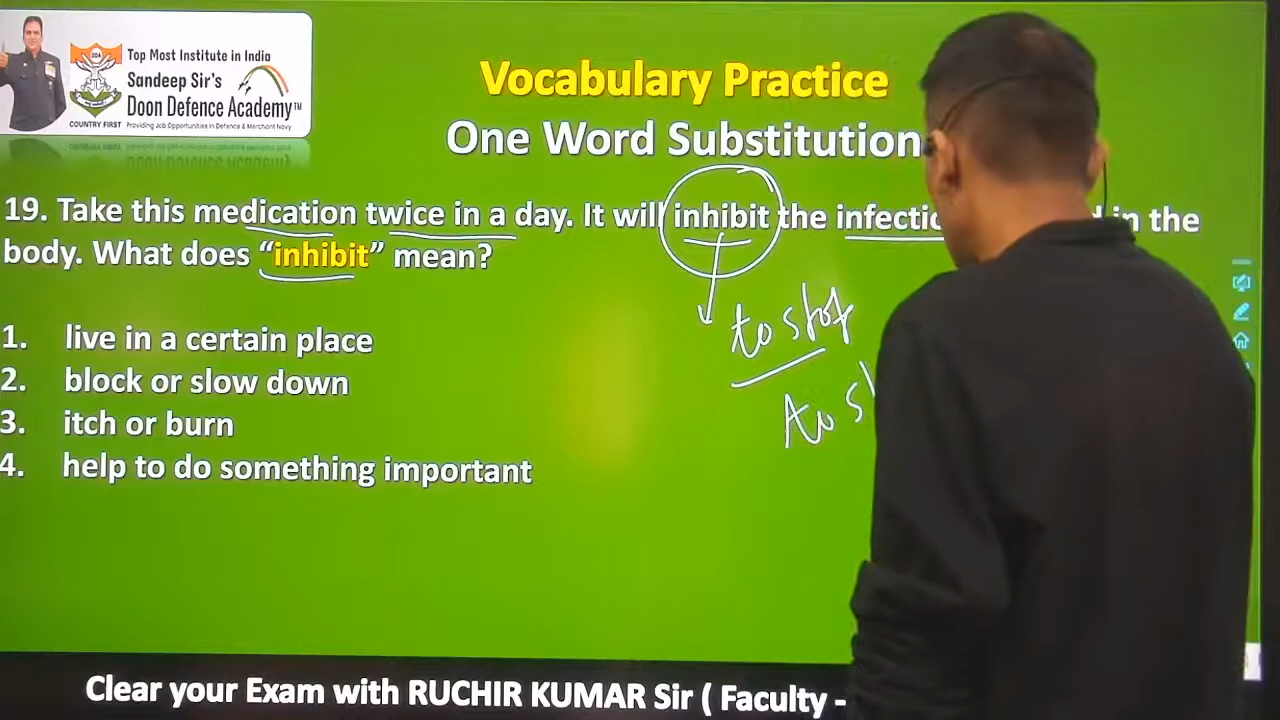 Top Most Institute in India
Sandeep Sir's
Doon Defence Academy™
DDA
COUNTRY FIRST
Providing Job Opportunities in Defence & Merchant Navy
Vocabulary Practice
One Word Substitution
19. Take this medication twice in a day. It will inhibit the in the
body. What does “inhibit” mean?
to stop
to
1. live in a certain place
2. block or slow down
3. itch or burn
4. help to do something important
Clear your Exam with RUCHIR KUMAR Sir ( Faculty -